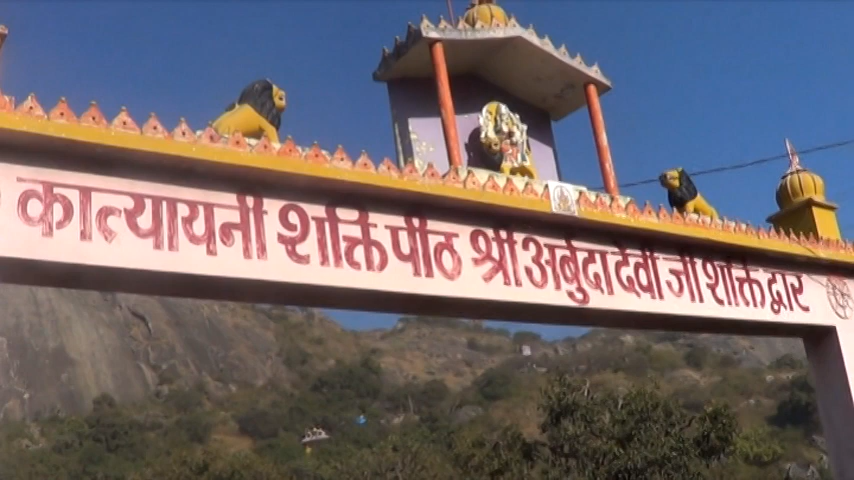 कात्यायनी शक्ति पीठ श्री अर्बुदा देवी जी शक्ति द्वार